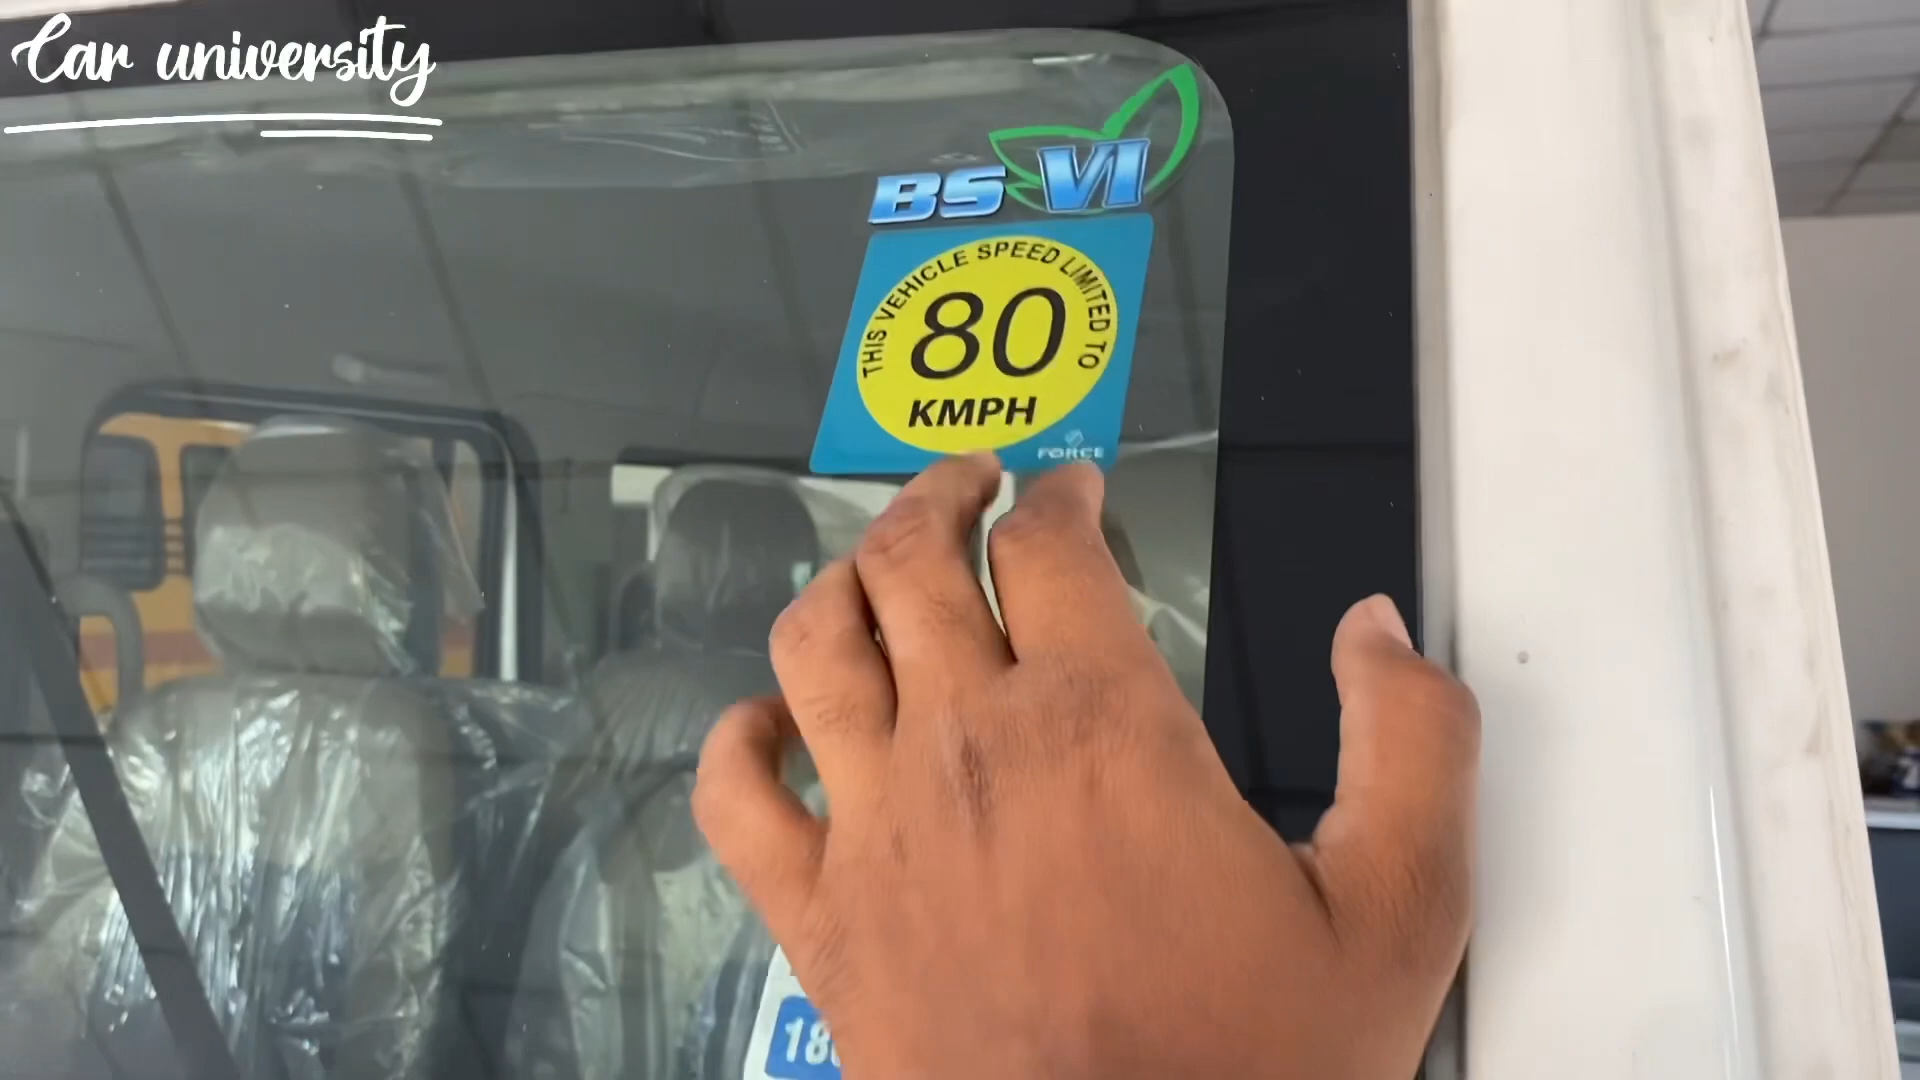 Car university
BS VI
THIS VEHICLE SPEED LIMITED TO
80
KMPH
FORCE